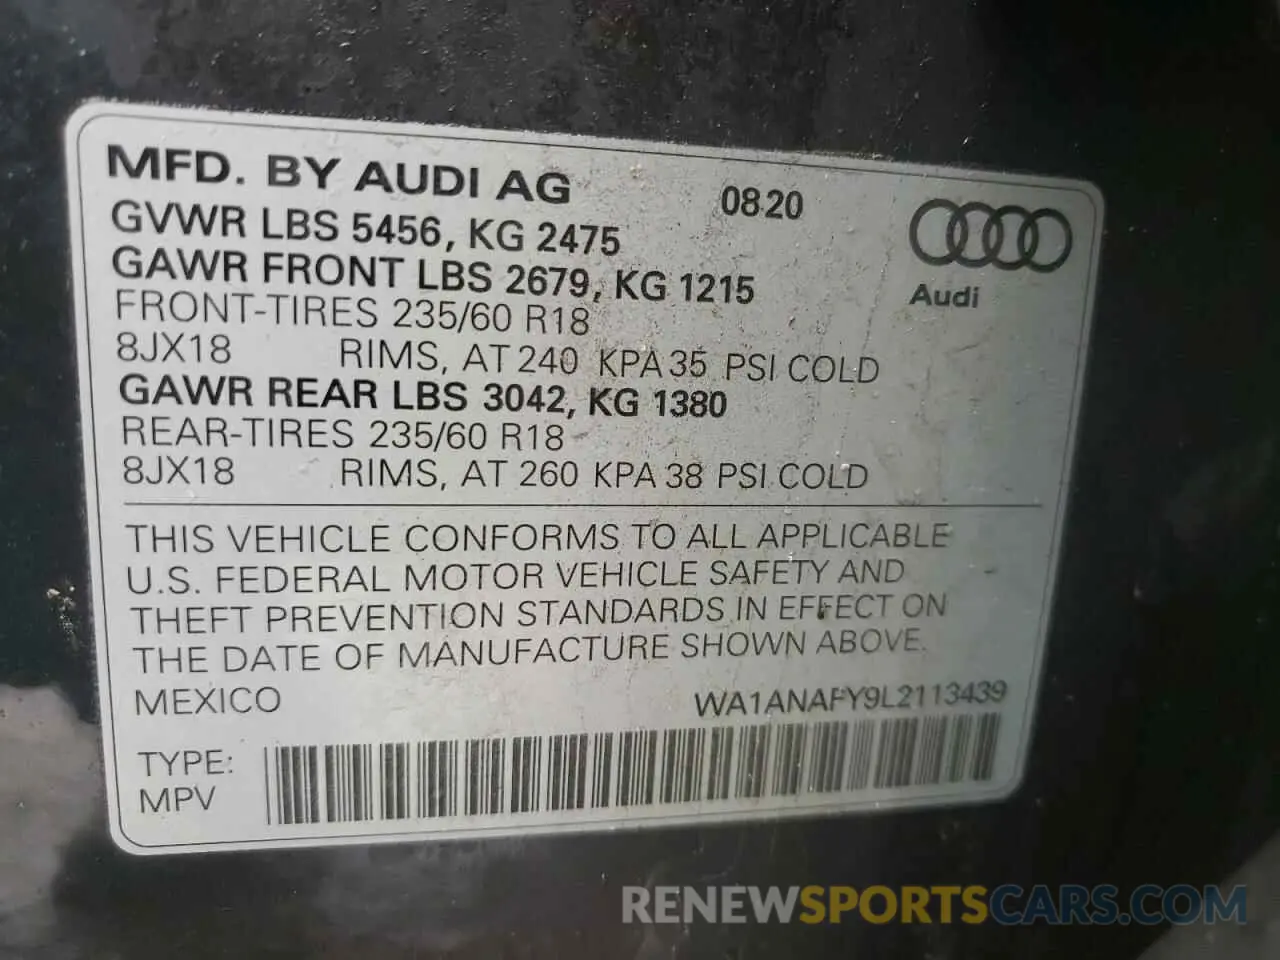 MFD. BY AUDI AG 08.20
GVWR LBS 5456, KG 2475
GAWR FRONT LBS 2679, KG 1215
Audi
FRONT-TIRES 235/60 R18
8JX18 RIMS, AT 240 KPA 35 PSI COLD
GAWR REAR LBS 3042, KG 1380
REAR-TIRES 235/60 R18
8JX18 RIMS, AT 260 KPA 38 PSI COLD
THIS VEHICLE CONFORMS TO ALL APPLICABLE
U.S. FEDERAL MOTOR VEHICLE SAFETY AND
THEFT PREVENTION STANDARDS IN EFFECT ON
THE DATE OF MANUFACTURE SHOWN ABOVE.
MEXICO WA1ANAFY9L2113439
TYPE:
MPV
RENEWSPORTSCARS.COM